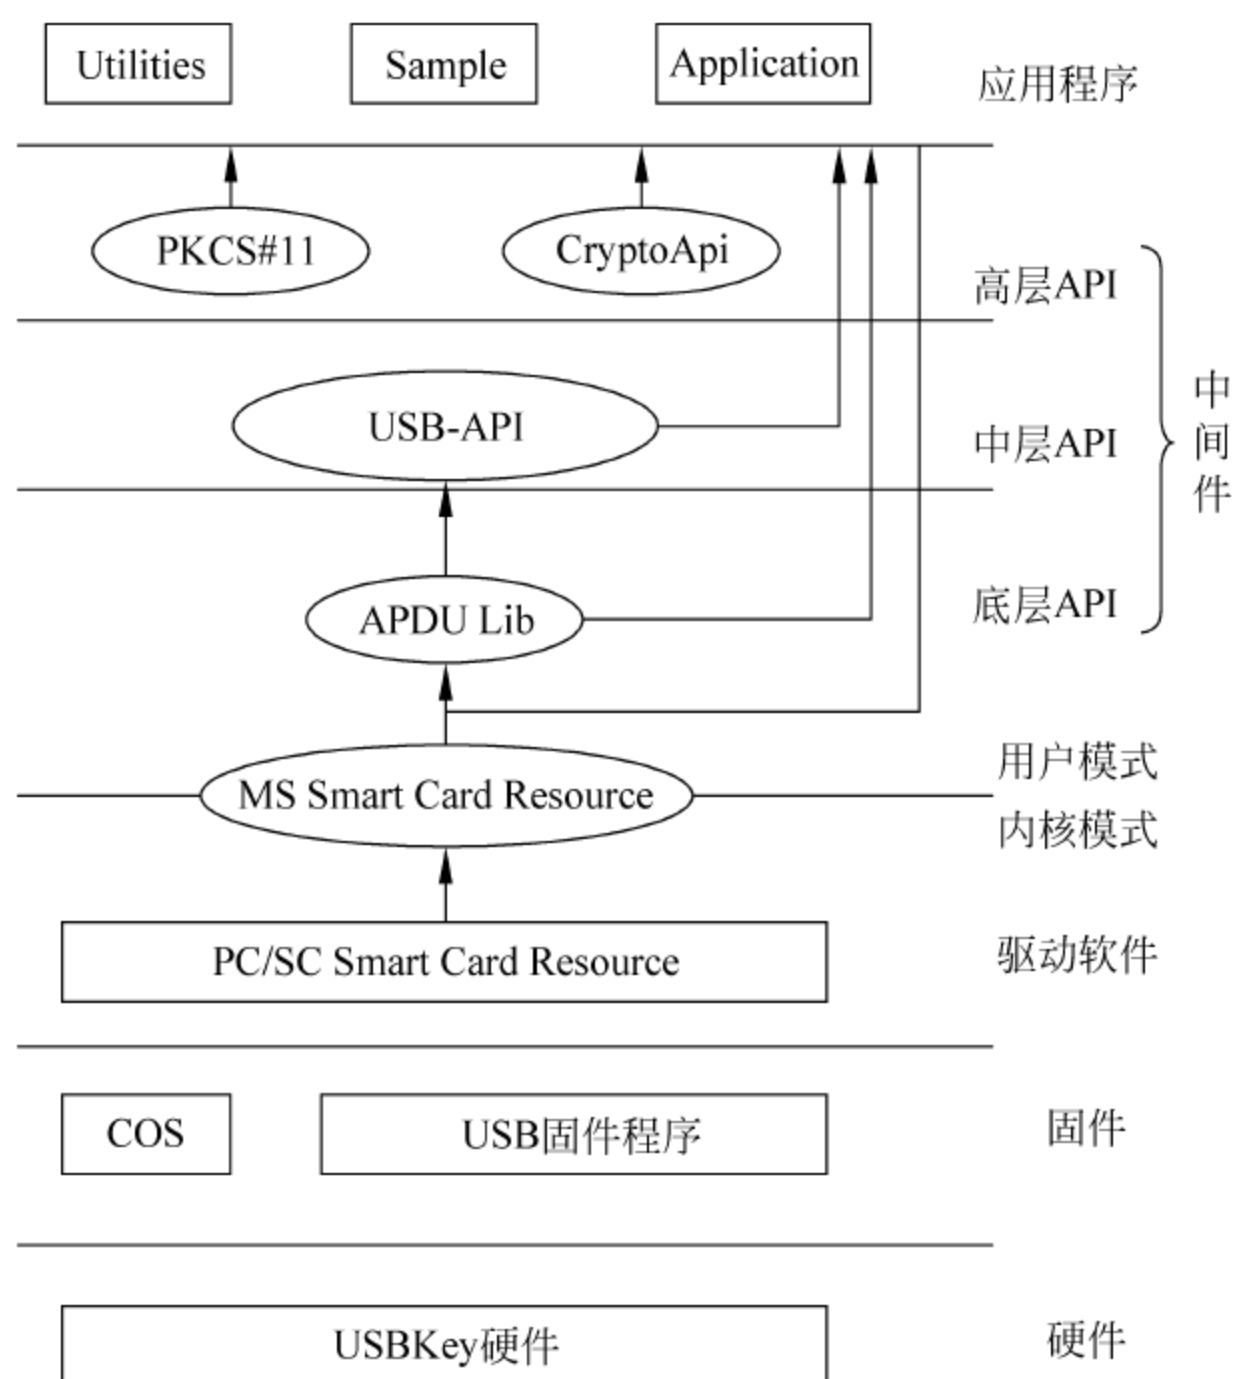 Utilities
Sample
Application
应用程序
PKCS#11
CryptoApi
高层API
USB-API
中层API
中间件
APDU Lib
底层API
用户模式
MS Smart Card Resource
内核模式
PC/SC Smart Card Resource
驱动软件
COS
USB固件程序
固件
USBKey硬件
硬件